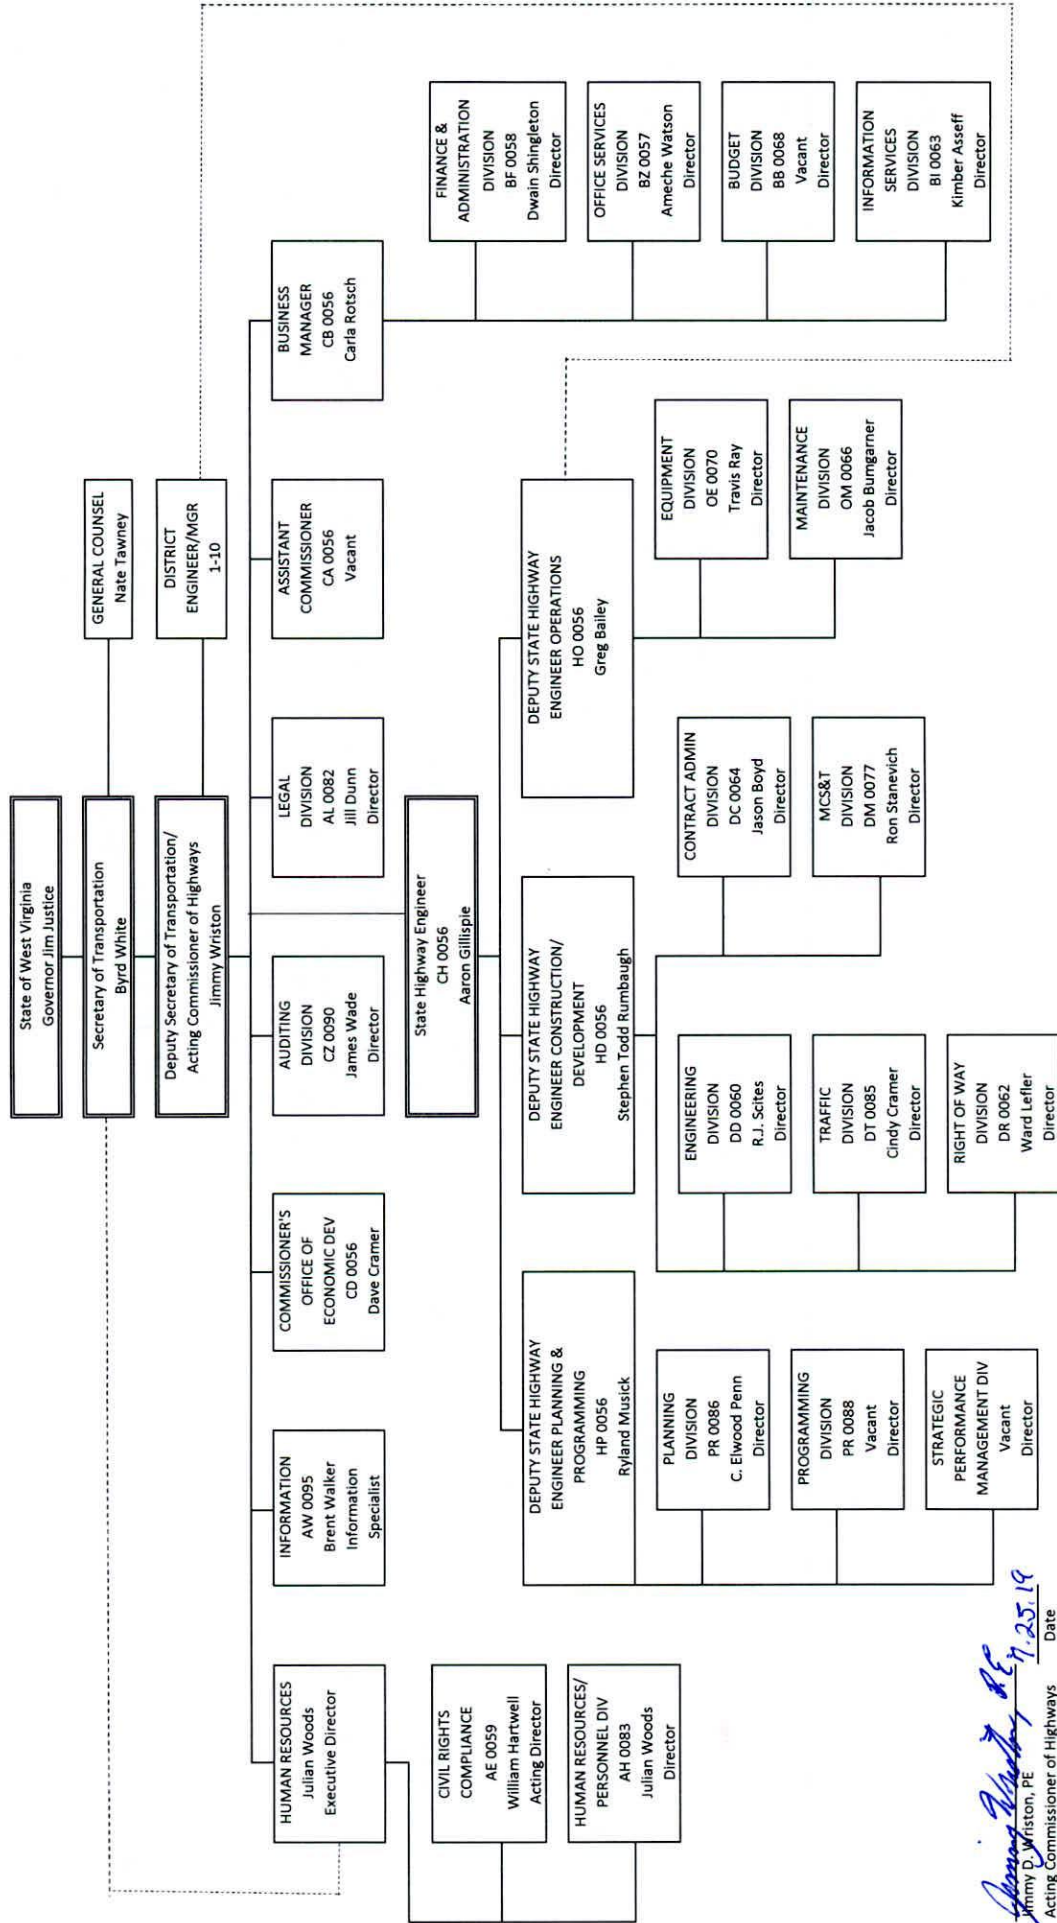 State of West Virginia
Governor Jim Justice
Secretary of Transportation
Byrd White
GENERAL COUNSEL
Nate Tawney
Deputy Secretary of Transportation/
Acting Commissioner of Highways
Jimmy Wriston
DISTRICT
ENGINEER/MGR
1-10
HUMAN RESOURCES
Julian Woods
Executive Director
INFORMATION
AW 0095
Brent Walker
Information
Specialist
COMMISSIONER'S
OFFICE OF
ECONOMIC DEV
CD 0056
Dave Cramer
AUDITING
DIVISION
CZ 0090
James Wade
Director
LEGAL
DIVISION
AL 0082
Jill Dunn
Director
ASSISTANT
COMMISSIONER
CA 0056
Vacant
BUSINESS
MANAGER
CB 0056
Carla Rotsch
CIVIL RIGHTS
COMPLIANCE
AE 0059
William Hartwell
Acting Director
HUMAN RESOURCES/
PERSONNEL DIV
AH 0083
Julian Woods
Director
State Highway Engineer
CH 0056
Aaron Gillispie
FINANCE &
ADMINISTRATION
DIVISION
BF 0058
Dwain Shingleton
Director
OFFICE SERVICES
DIVISION
BZ 0057
Ameche Watson
Director
BUDGET
DIVISION
BB 0068
Vacant
Director
INFORMATION
SERVICES
DIVISION
BI 0063
Kimber Asseff
Director
DEPUTY STATE HIGHWAY
ENGINEER PLANNING &
PROGRAMMING
HP 0056
Ryland Musick
DEPUTY STATE HIGHWAY
ENGINEER CONSTRUCTION/
DEVELOPMENT
HD 0056
Stephen Todd Rumbaugh
DEPUTY STATE HIGHWAY
ENGINEER OPERATIONS
HO 0056
Greg Bailey
PLANNING
DIVISION
PR 0086
C. Elwood Penn
Director
PROGRAMMING
DIVISION
PR 0088
Vacant
Director
STRATEGIC
PERFORMANCE
MANAGEMENT DIV
Vacant
Director
ENGINEERING
DIVISION
DD 0060
R.J. Scites
Director
TRAFFIC
DIVISION
DT 0085
Cindy Cramer
Director
RIGHT OF WAY
DIVISION
DR 0062
Ward Lefler
Director
CONTRACT ADMIN
DIVISION
DC 0064
Jason Boyd
Director
MCS&T
DIVISION
DM 0077
Ron Stanevich
Director
EQUIPMENT
DIVISION
OE 0070
Travis Ray
Director
MAINTENANCE
DIVISION
OM 0066
Jacob Bumgarner
Director
Jimmy Wriston, P.E. 7.25.19
Jimmy D. Wriston, PE
Acting Commissioner of Highways Date